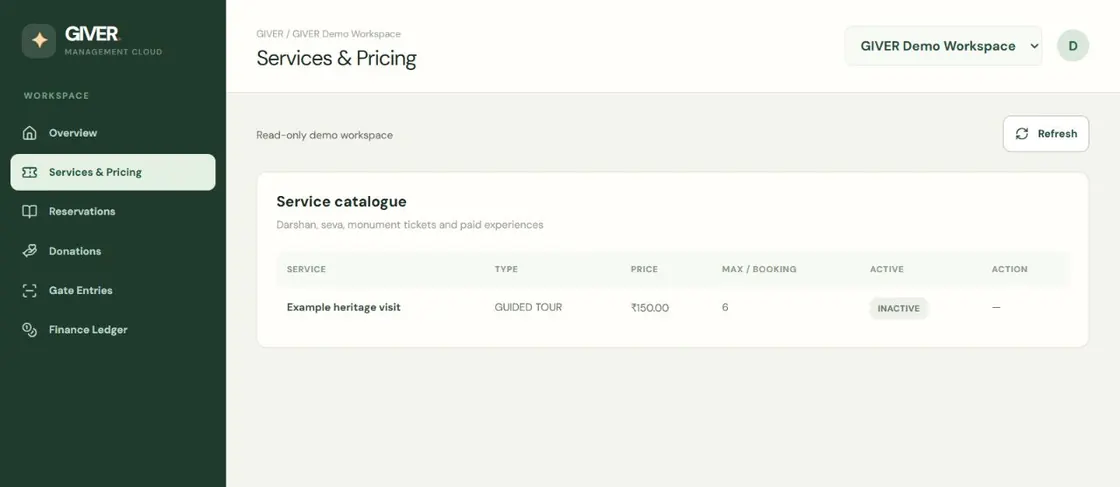 GIVER.
MANAGEMENT CLOUD
WORKSPACE
Overview
Services & Pricing
Reservations
Donations
Gate Entries
Finance Ledger
GIVER / GIVER Demo Workspace
Services & Pricing
GIVER Demo Workspace
D
Read-only demo workspace
Refresh
Service catalogue
Darshan, seva, monument tickets and paid experiences
SERVICE TYPE PRICE MAX / BOOKING ACTIVE ACTION
Example heritage visit GUIDED TOUR ₹150.00 6 INACTIVE —